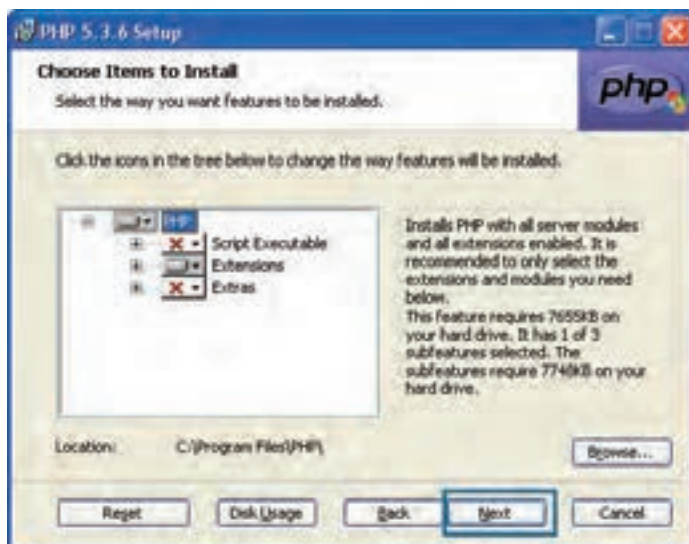 PHP 5.3.6 Setup
Choose Items to Install
Select the way you want features to be installed.
php
Click the icons in the tree below to change the way features will be installed.
PHP
Script Executable
Extensions
Extras
Installs PHP with all server modules
and all extensions enabled. It is
recommended to only select the
extensions and modules you need
below.
This feature requires 7655KB on
your hard drive. It has 1 of 3
subfeatures selected. The
subfeatures require 7748KB on your
hard drive.
Location: C:\Program Files\PHP\
Browse...
Reset Disk Usage Back Next Cancel